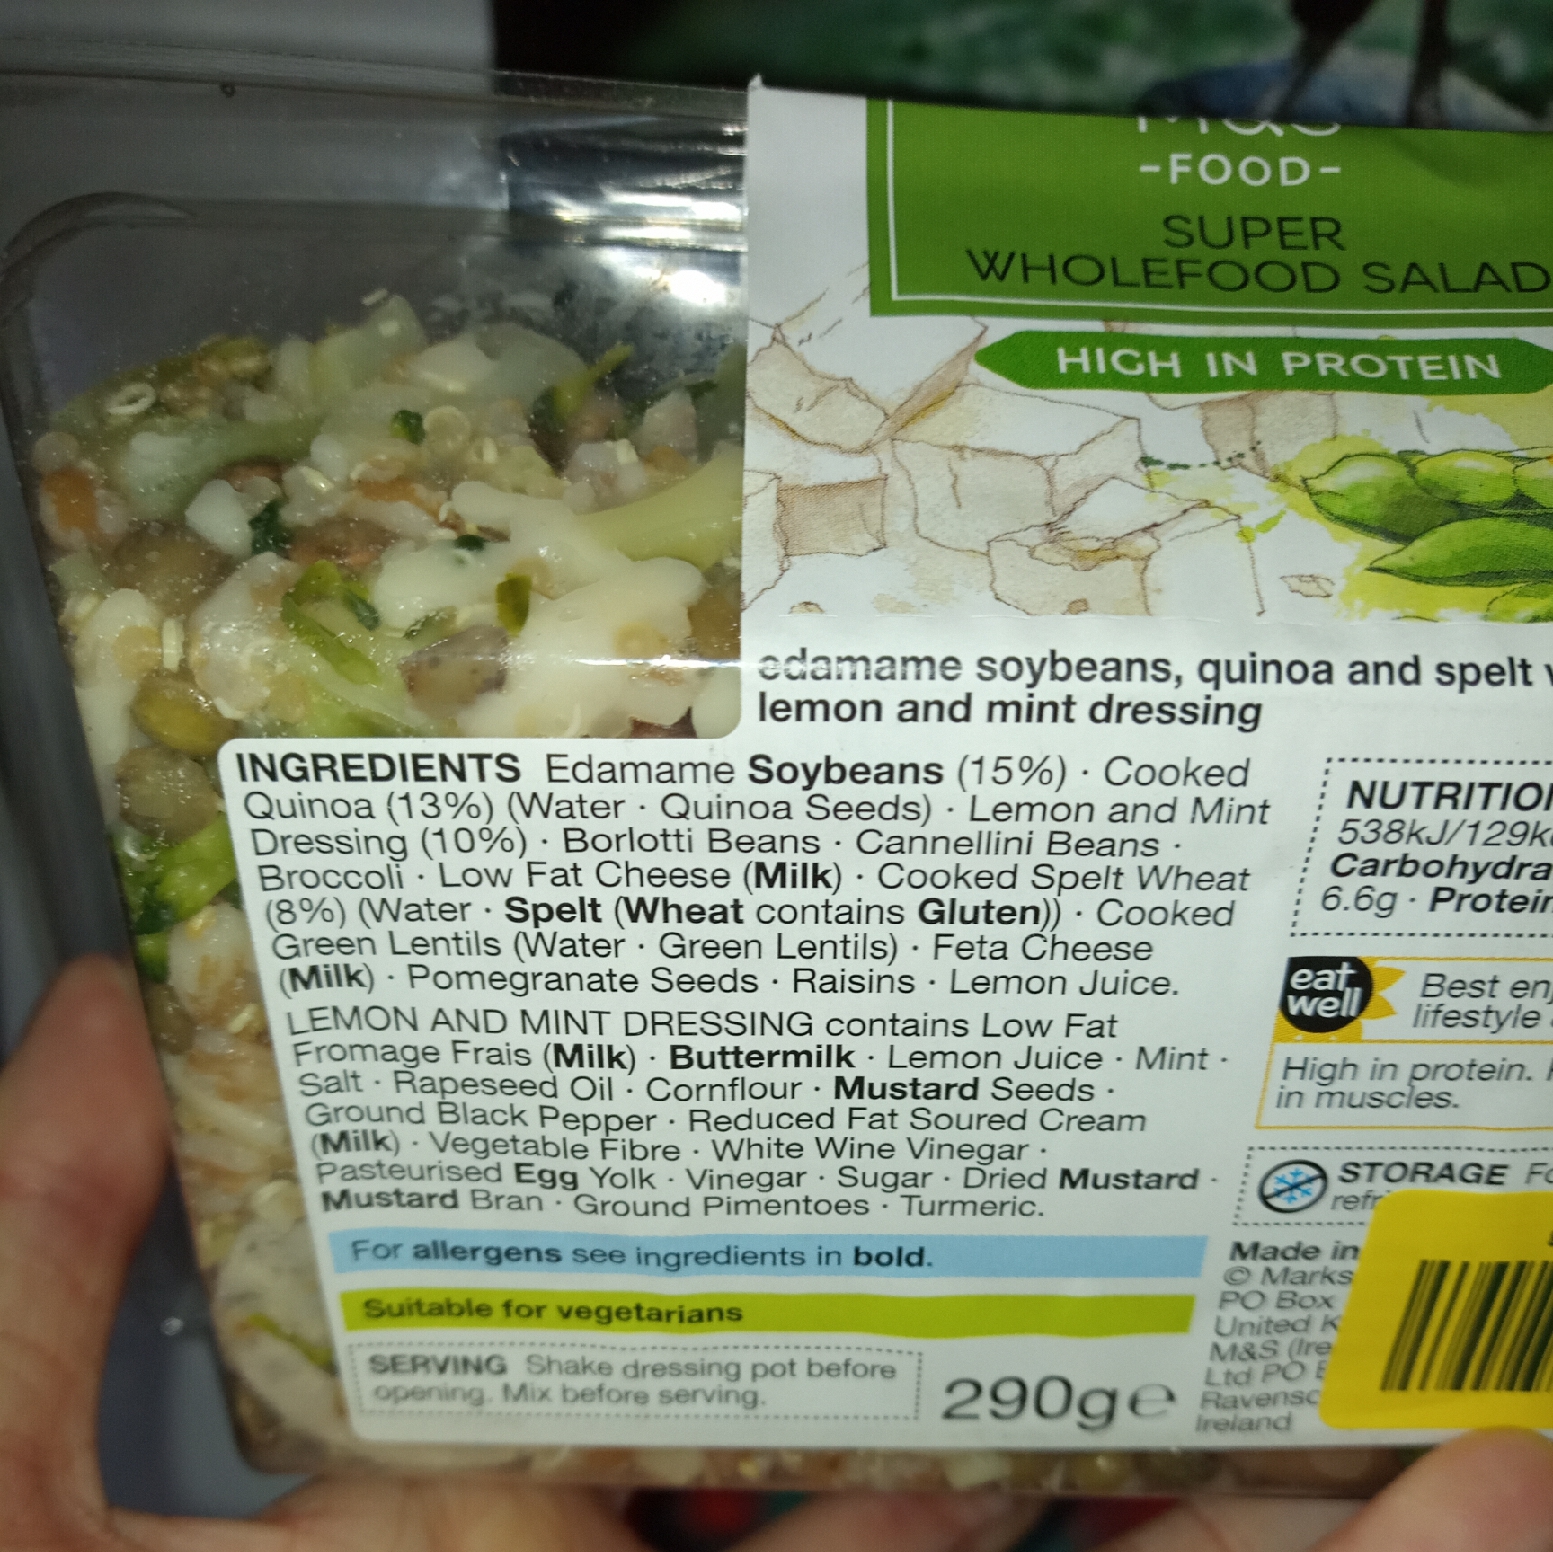 M&S
-FOOD-
SUPER
WHOLEFOOD SALAD
HIGH IN PROTEIN
edamame soybeans, quinoa and spelt
lemon and mint dressing
INGREDIENTS Edamame Soybeans (15%) · Cooked
Quinoa (13%) (Water · Quinoa Seeds) · Lemon and Mint
Dressing (10%) · Borlotti Beans · Cannellini Beans ·
Broccoli · Low Fat Cheese (Milk) · Cooked Spelt Wheat
(8%) (Water · Spelt (Wheat contains Gluten)) · Cooked
Green Lentils (Water · Green Lentils) · Feta Cheese
(Milk) · Pomegranate Seeds · Raisins · Lemon Juice.
LEMON AND MINT DRESSING contains Low Fat
Fromage Frais (Milk) · Buttermilk · Lemon Juice · Mint ·
Salt · Rapeseed Oil · Cornflour · Mustard Seeds ·
Ground Black Pepper · Reduced Fat Soured Cream
(Milk) · Vegetable Fibre · White Wine Vinegar ·
Pasteurised Egg Yolk · Vinegar · Sugar · Dried Mustard ·
Mustard Bran · Ground Pimentoes · Turmeric.
For allergens see ingredients in bold.
Suitable for vegetarians
SERVING Shake dressing pot before
opening. Mix before serving.
290g℮
NUTRITIO
538kJ/129k
Carbohydra
6.6g · Protein
eat
well
Best en
lifestyle
High in protein.
in muscles.
STORAGE Fo
refr
Made in
© Marks
PO Box
United K
M&S (Ire
Ltd PO
Ravensc
Ireland